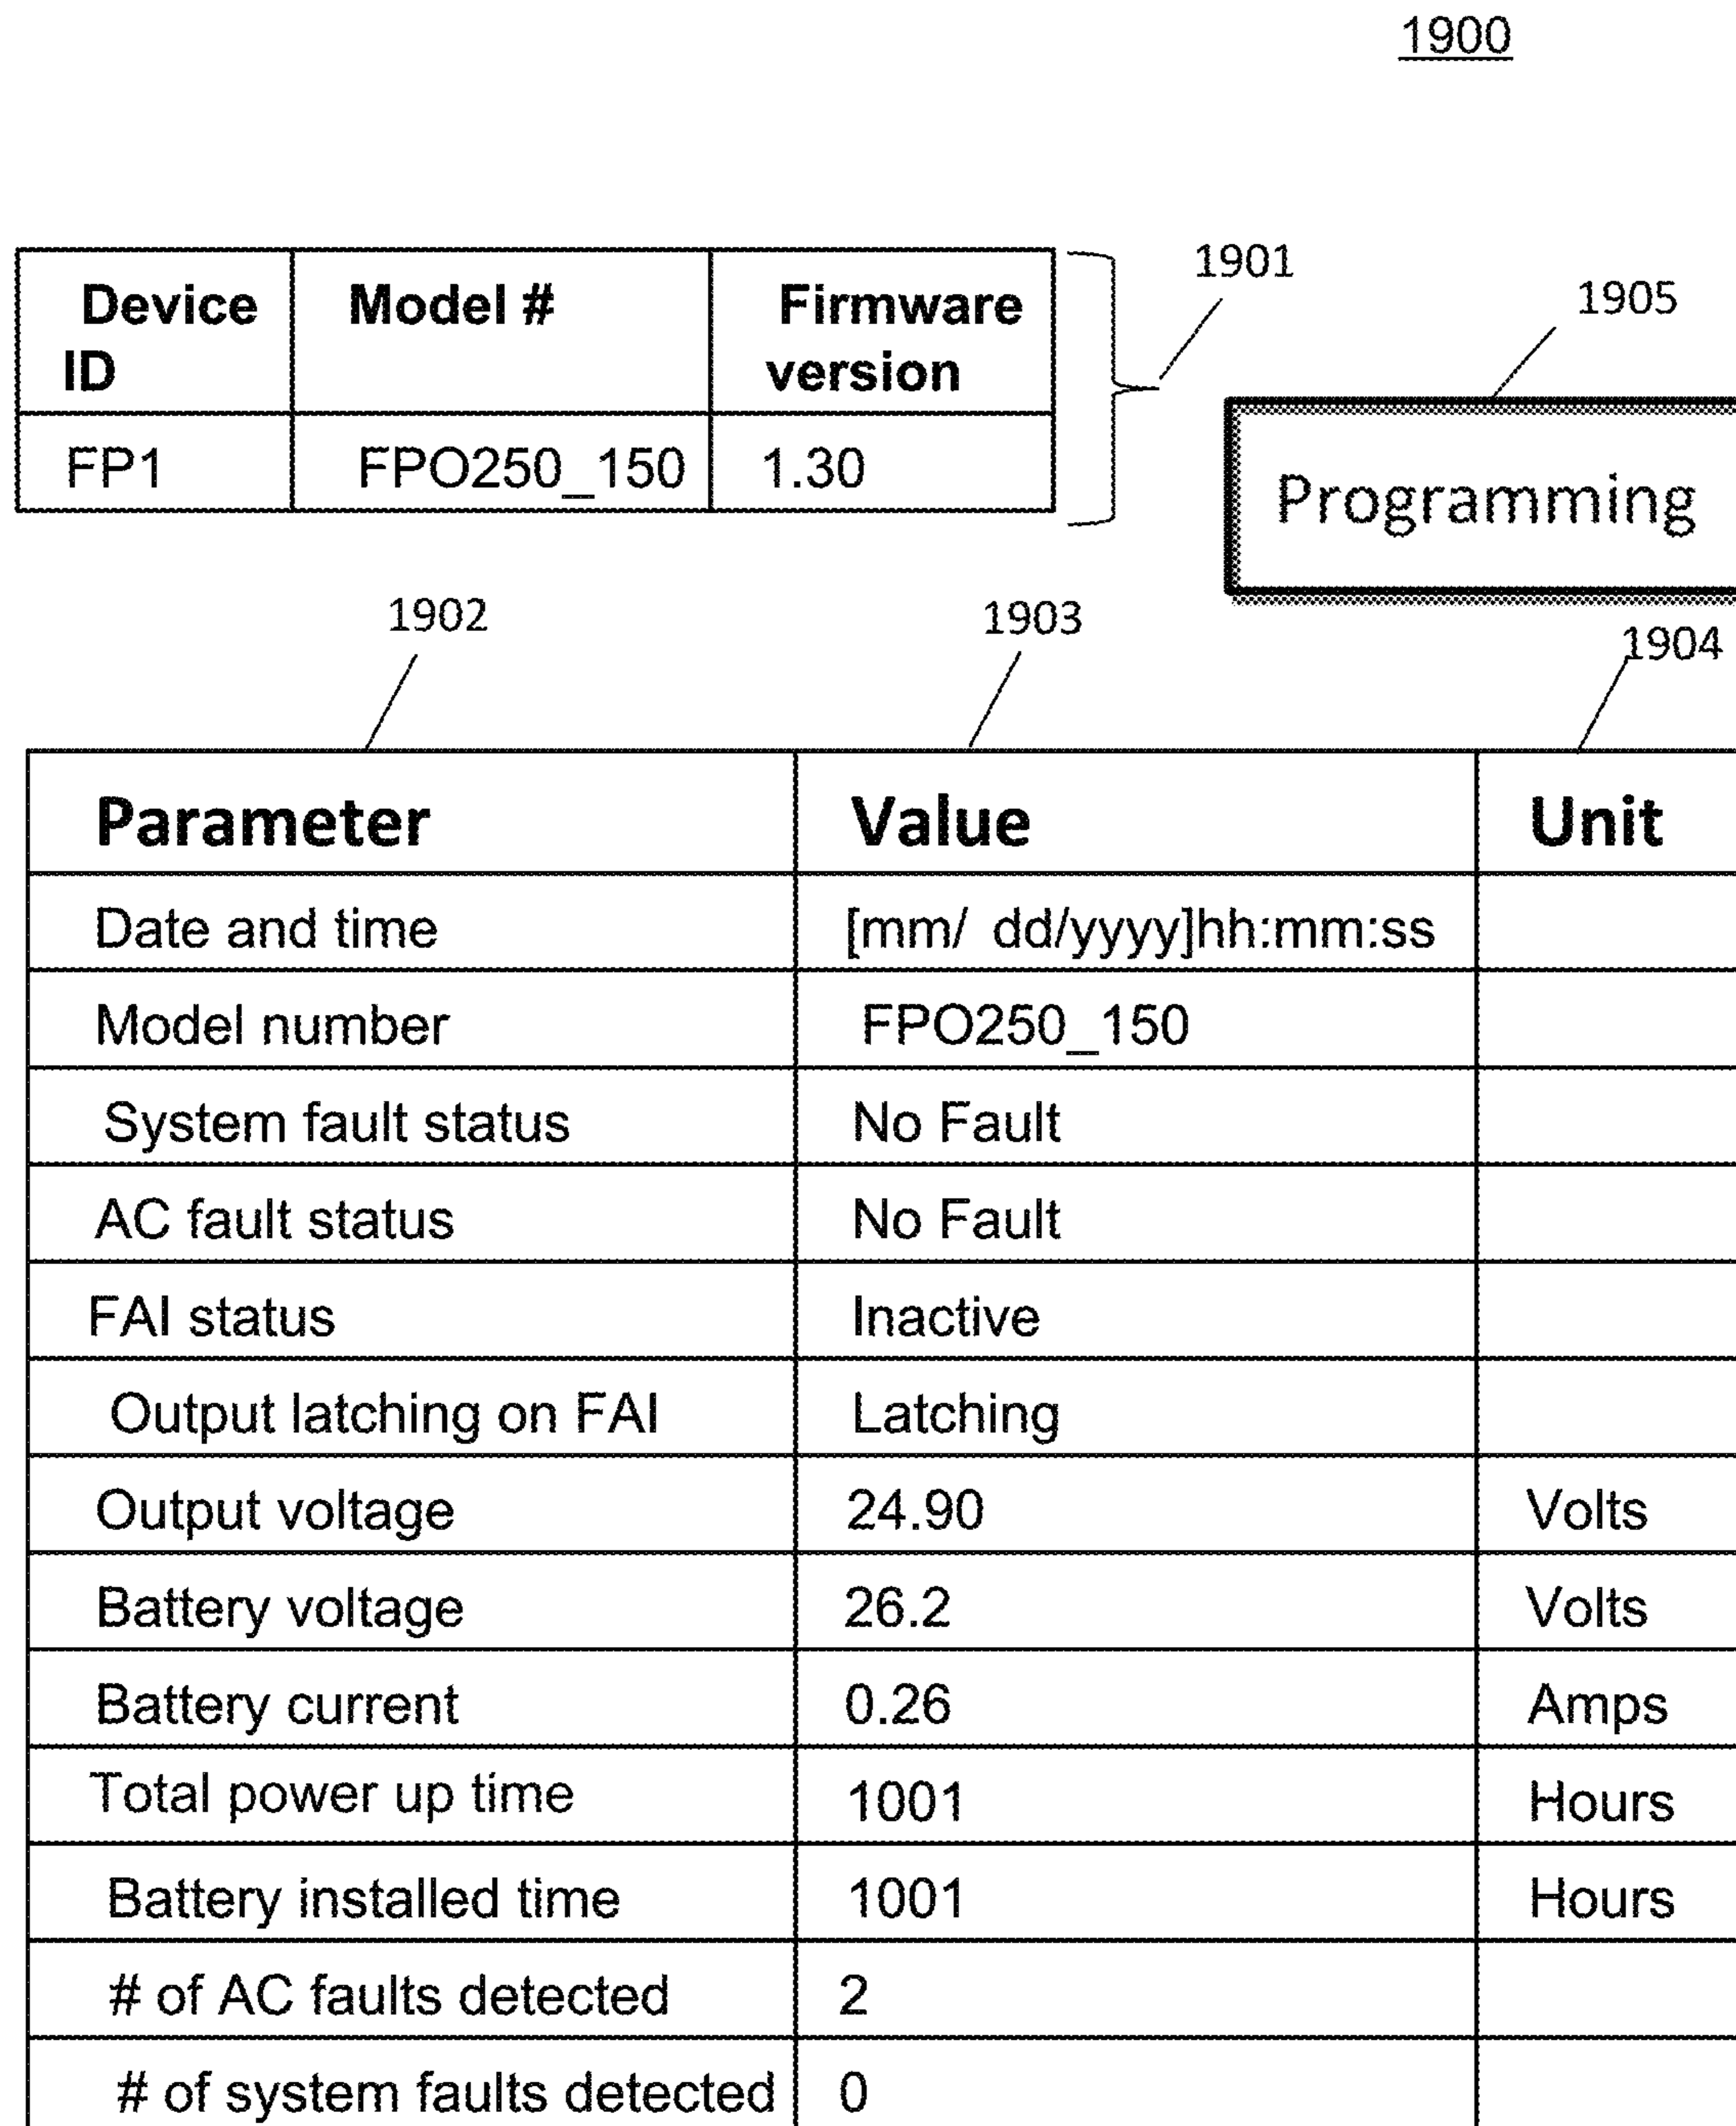 1900
1901
1905
Device ID Model # Firmware version
FP1 FPO250_150 1.30
Programming
1902 1903 1904
Parameter Value Unit
Date and time [mm/ dd/yyyy]hh:mm:ss
Model number FPO250_150
System fault status No Fault
AC fault status No Fault
FAI status Inactive
Output latching on FAI Latching
Output voltage 24.90 Volts
Battery voltage 26.2 Volts
Battery current 0.26 Amps
Total power up time 1001 Hours
Battery installed time 1001 Hours
# of AC faults detected 2
# of system faults detected 0